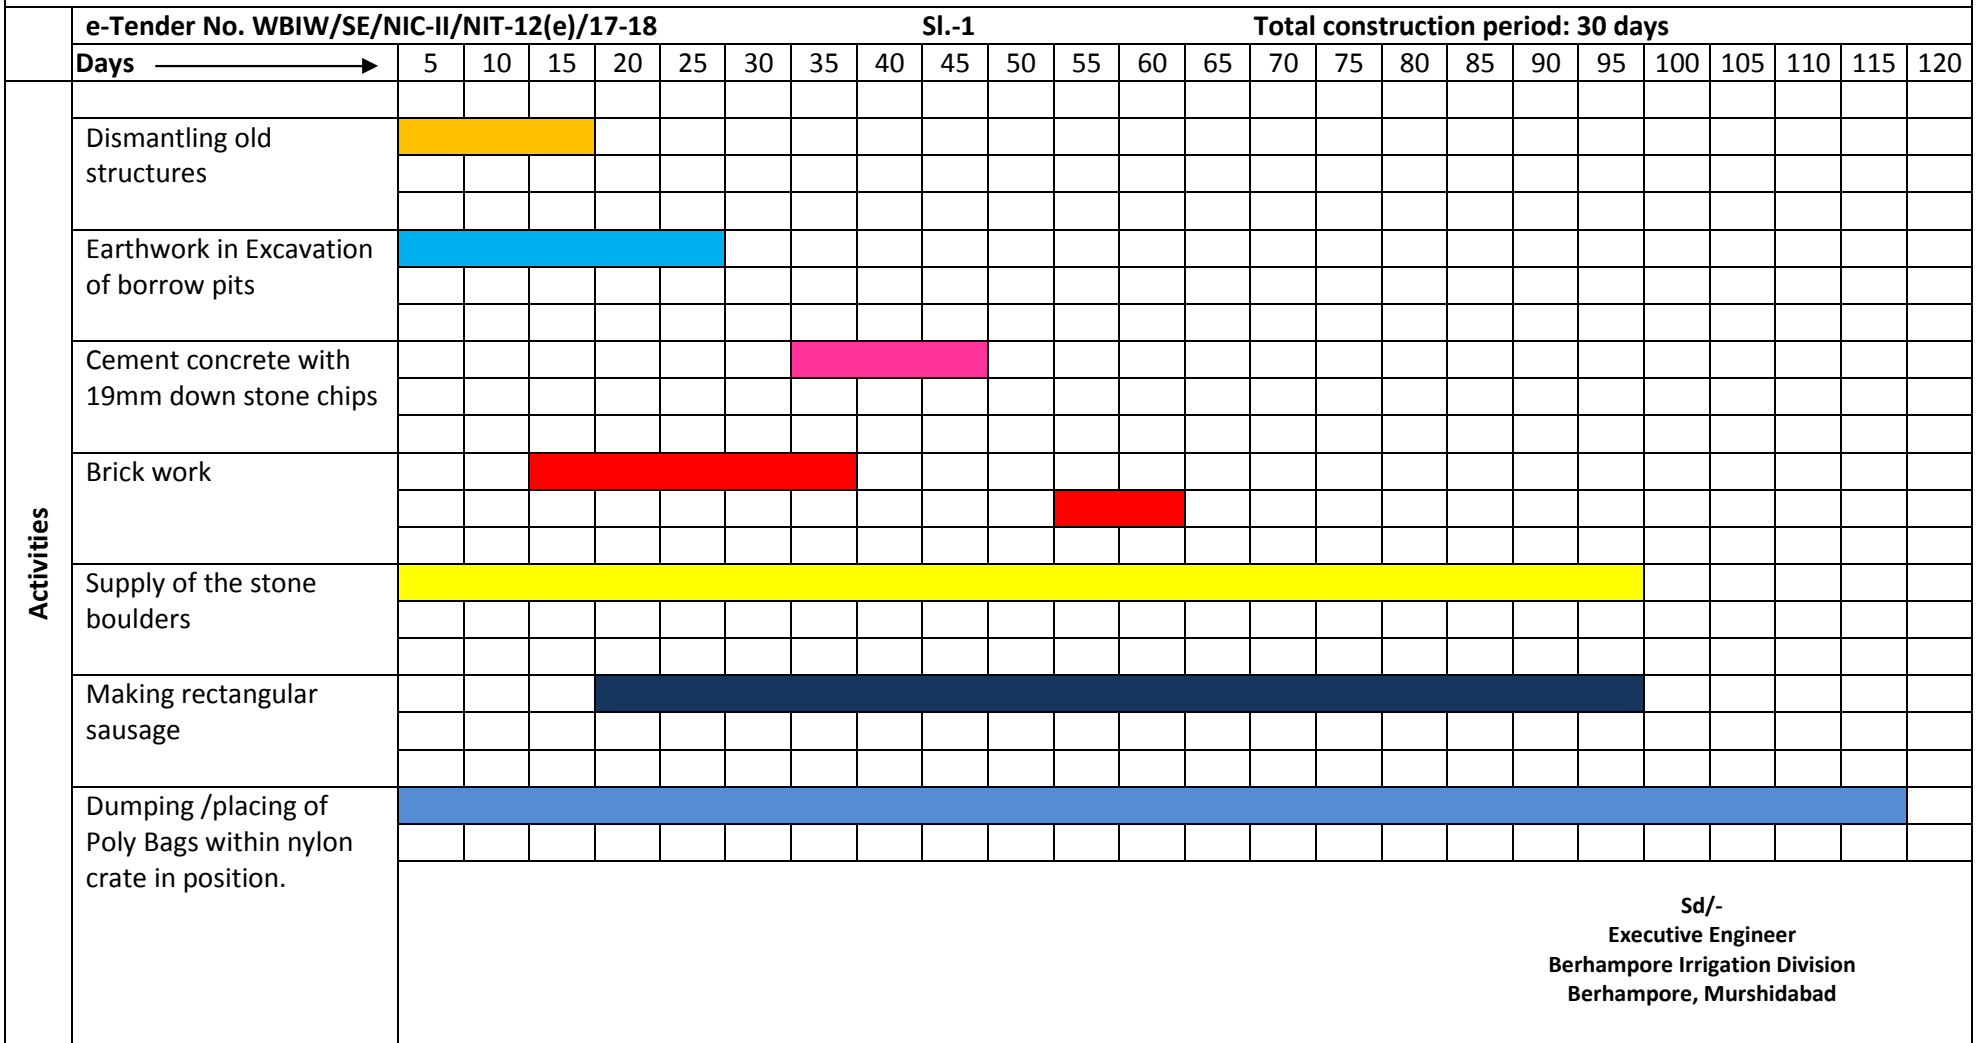 e-Tender No. WBIW/SE/NIC-II/NIT-12(e)/17-18 Sl.-1 Total construction period: 30 days
Days 5 10 15 20 25 30 35 40 45 50 55 60 65 70 75 80 85 90 95 100 105 110 115 120
Activities
Dismantling old
structures
Earthwork in Excavation
of borrow pits
Cement concrete with
19mm down stone chips
Brick work
Supply of the stone
boulders
Making rectangular
sausage
Dumping /placing of
Poly Bags within nylon
crate in position.
Sd/-
Executive Engineer
Berhampore Irrigation Division
Berhampore, Murshidabad